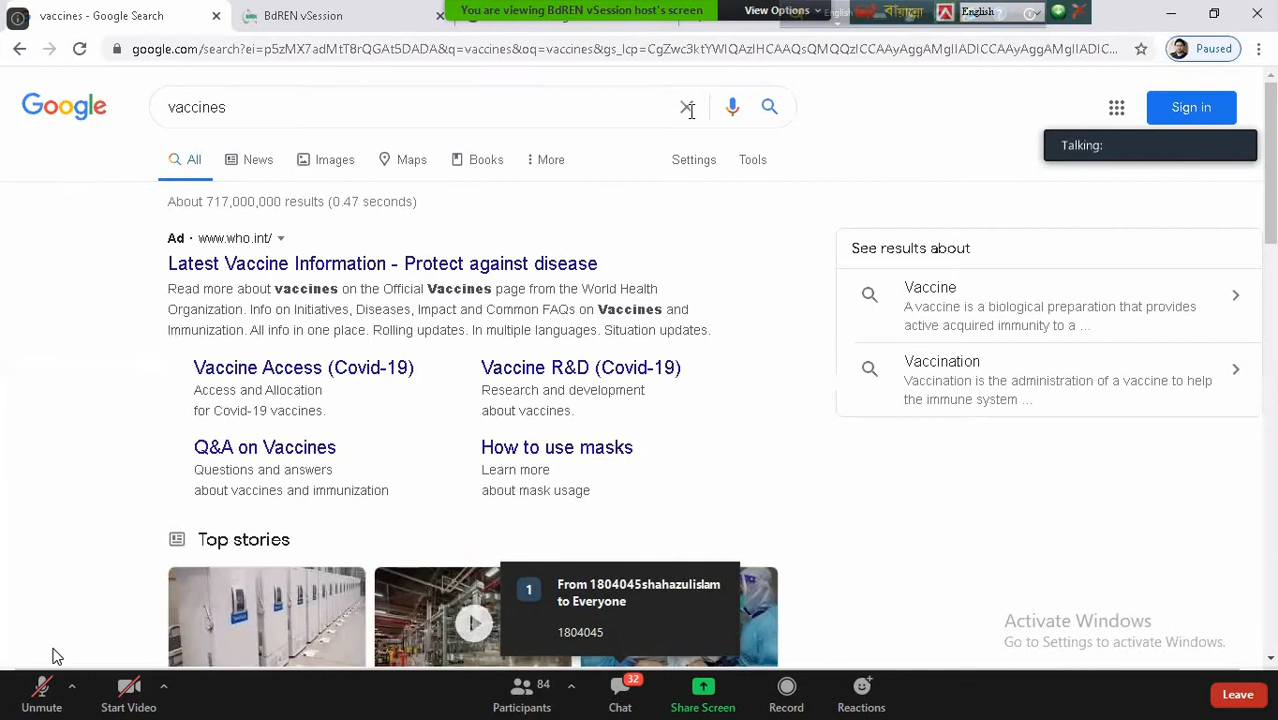 vaccines - Google Search
BdREN vSession
You are viewing BdREN vSession host's screen
View Options
English
English
google.com/search?ei=p5zMX7adMtT8rQGAt5DADA&q=vaccines&oq=vaccines&gs_lcp=CgZwc3ktYWIQAzIHCAAQsQMQQzICCAAyAggAMgIIADICCAAyAggAMgIIADIC...
Paused
Google
vaccines
Sign in
All
News
Images
Maps
Books
More
Settings
Tools
Talking:
About 717,000,000 results (0.47 seconds)
Ad · www.who.int/
Latest Vaccine Information - Protect against disease
Read more about vaccines on the Official Vaccines page from the World Health
Organization. Info on Initiatives, Diseases, Impact and Common FAQs on Vaccines and
Immunization. All info in one place. Rolling updates. In multiple languages. Situation updates.
Vaccine Access (Covid-19)
Access and Allocation
for Covid-19 vaccines.
Vaccine R&D (Covid-19)
Research and development
about vaccines.
Q&A on Vaccines
Questions and answers
about vaccines and immunization
How to use masks
Learn more
about mask usage
See results about
Vaccine
A vaccine is a biological preparation that provides
active acquired immunity to a ...
Vaccination
Vaccination is the administration of a vaccine to help
the immune system ...
Top stories
1
From 1804045shahazulislam
to Everyone
1804045
Activate Windows
Go to Settings to activate Windows.
Unmute
Start Video
84
Participants
32
Chat
Share Screen
Record
Reactions
Leave